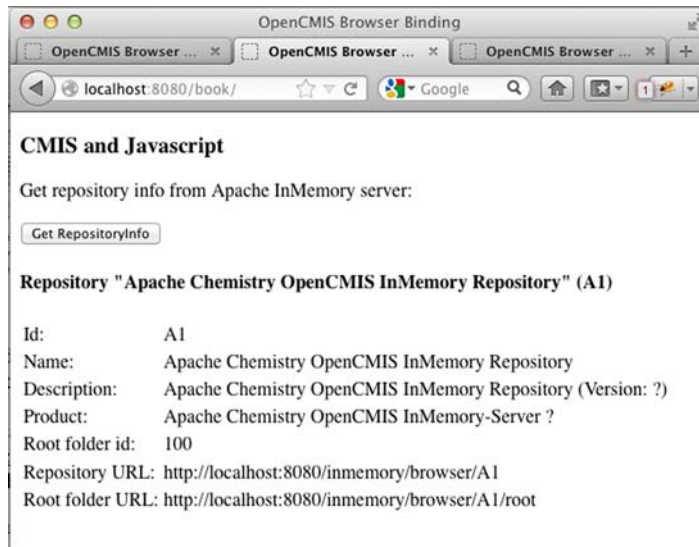 OpenCMIS Browser Binding
OpenCMIS Browser ... × OpenCMIS Browser ... × OpenCMIS Browser ... × +
localhost:8080/book/ Google 1
CMIS and Javascript
Get repository info from Apache InMemory server:
Get RepositoryInfo
Repository "Apache Chemistry OpenCMIS InMemory Repository" (A1)
Id: A1
Name: Apache Chemistry OpenCMIS InMemory Repository
Description: Apache Chemistry OpenCMIS InMemory Repository (Version: ?)
Product: Apache Chemistry OpenCMIS InMemory-Server ?
Root folder id: 100
Repository URL: http://localhost:8080/inmemory/browser/A1
Root folder URL: http://localhost:8080/inmemory/browser/A1/root